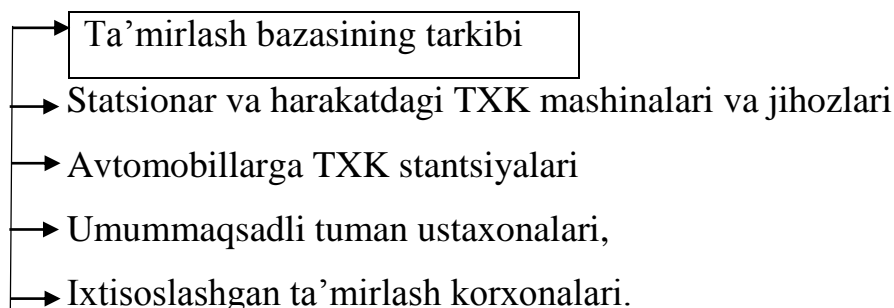 Ta’mirlash bazasining tarkibi
Statsionar va harakatdagi TXK mashinalari va jihozlari
Avtomobillarga TXK stantsiyalari
Umummaqsadli tuman ustaxonalari,
Ixtisoslashgan ta’mirlash korxonalari.